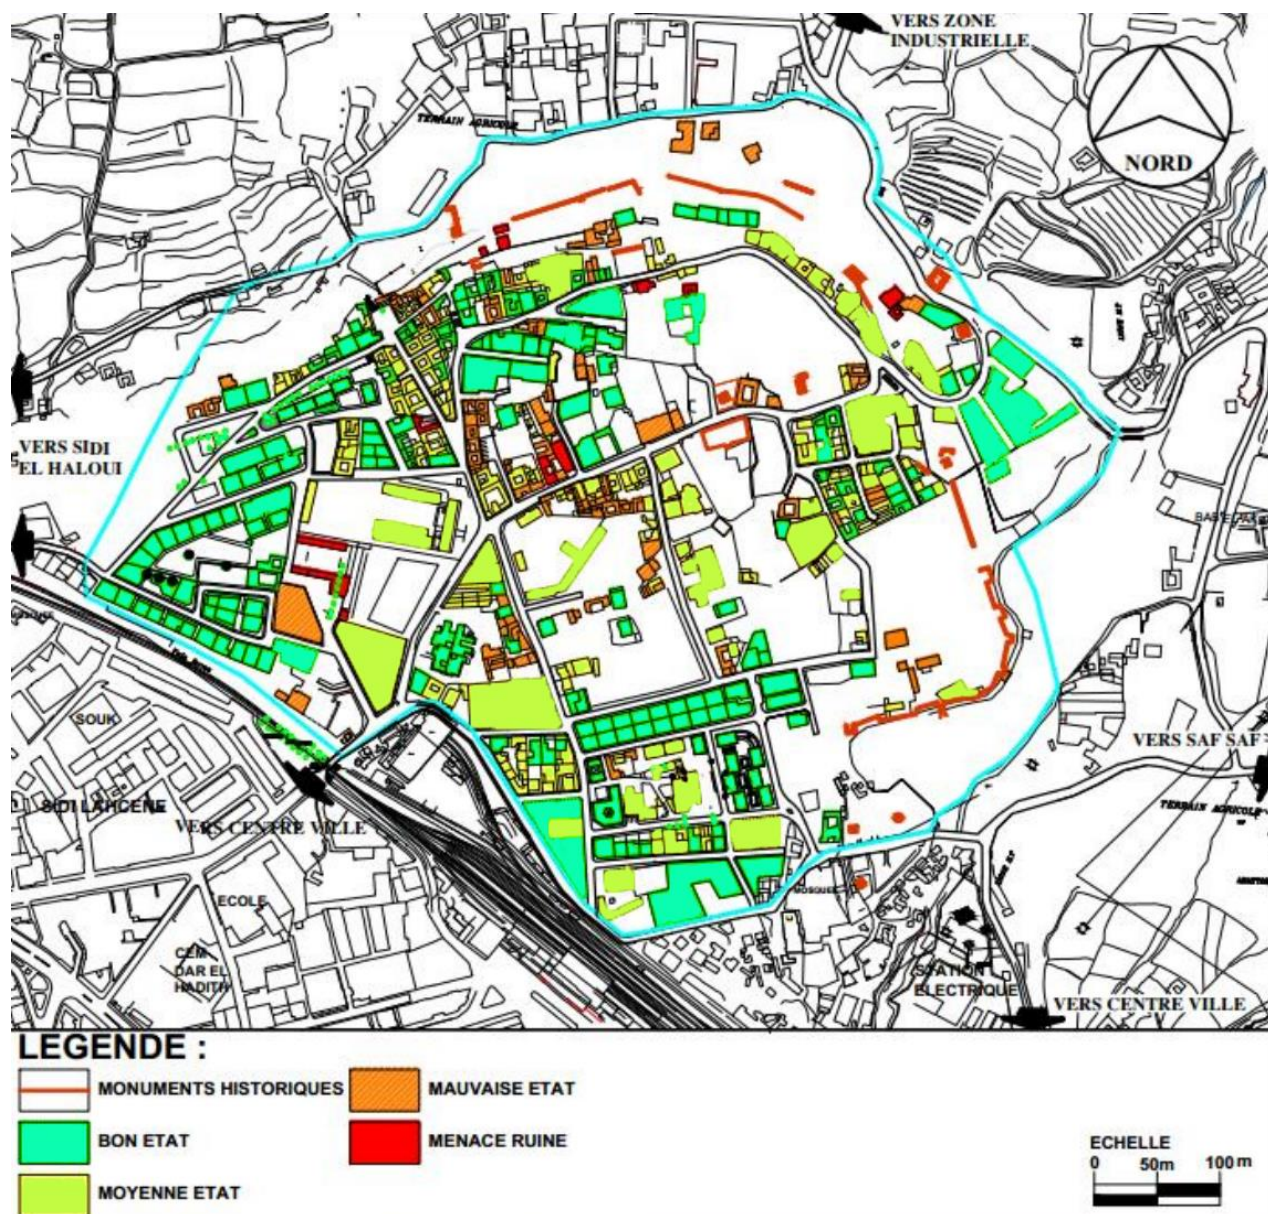 VERS ZONE
INDUSTRIELLE
TERRAIN AGRICOLE
NORD
VERS SIDI
EL HALOUI
SOUK
SIDI LAHCENE
VERS CENTRE VILLE
ECOLE
CEM
DAR EL
HADITH
MOSQUEE
STATION
ELECTRIQUE
VERS SAF SAF
TERRAIN AGRICOLE
VERS CENTRE VILLE
LEGENDE :
MONUMENTS HISTORIQUES
MAUVAISE ETAT
BON ETAT
MENACE RUINE
MOYENNE ETAT
ECHELLE
0 50m 100 m